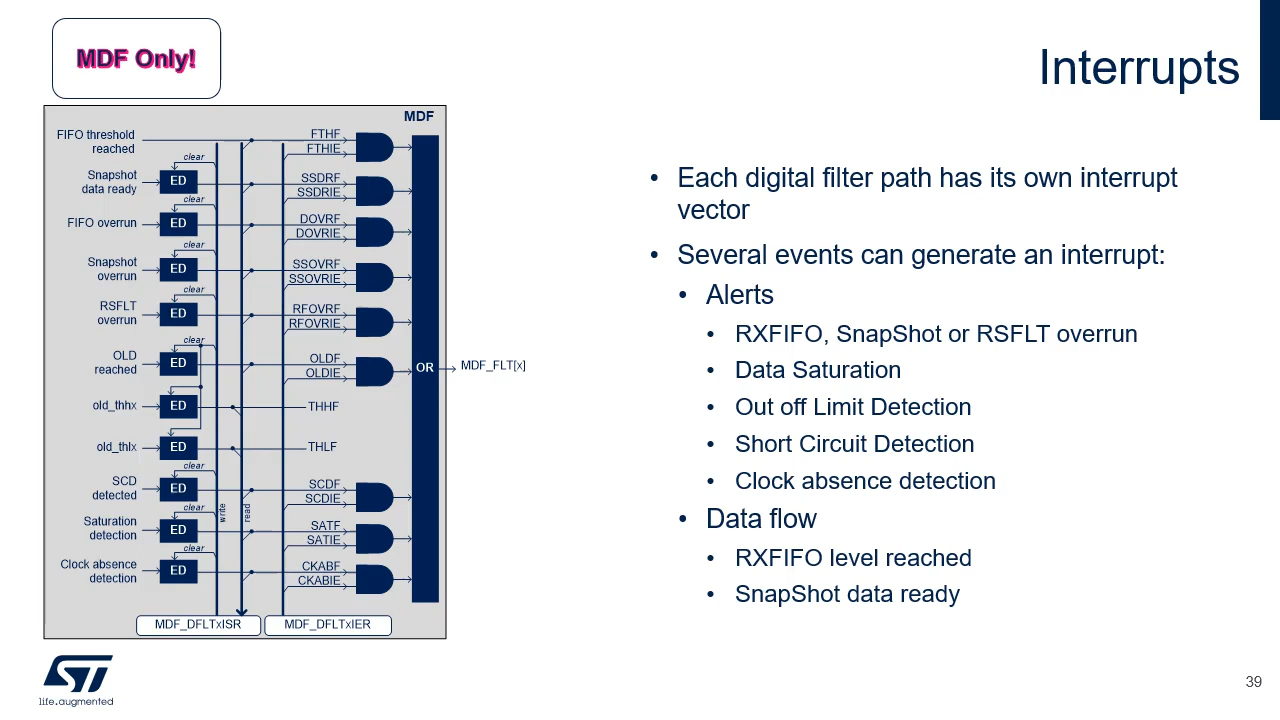 MDF Only!
Interrupts
MDF
FIFO threshold
reached
FTHF
FTHIE
clear
Snapshot
data ready
ED
SSDRF
SSDRIE
clear
FIFO overrun
ED
DOVRF
DOVRIE
clear
Snapshot
overrun
ED
SSOVRF
SSOVRIE
clear
RSFLT
overrun
ED
RFOVRF
RFOVRIE
clear
OLD
reached
ED
OLDF
OLDIE
OR
MDF_FLT[x]
old_thhx
ED
THHF
old_thlx
ED
THLF
clear
SCD
detected
ED
SCDF
SCDIE
clear
write
read
Saturation
detection
ED
SATF
SATIE
clear
Clock absence
detection
ED
CKABF
CKABIE
MDF_DFLTxISR
MDF_DFLTxIER
• Each digital filter path has its own interrupt
vector
• Several events can generate an interrupt:
• Alerts
• RXFIFO, SnapShot or RSFLT overrun
• Data Saturation
• Out off Limit Detection
• Short Circuit Detection
• Clock absence detection
• Data flow
• RXFIFO level reached
• SnapShot data ready
ST
life.augmented
39